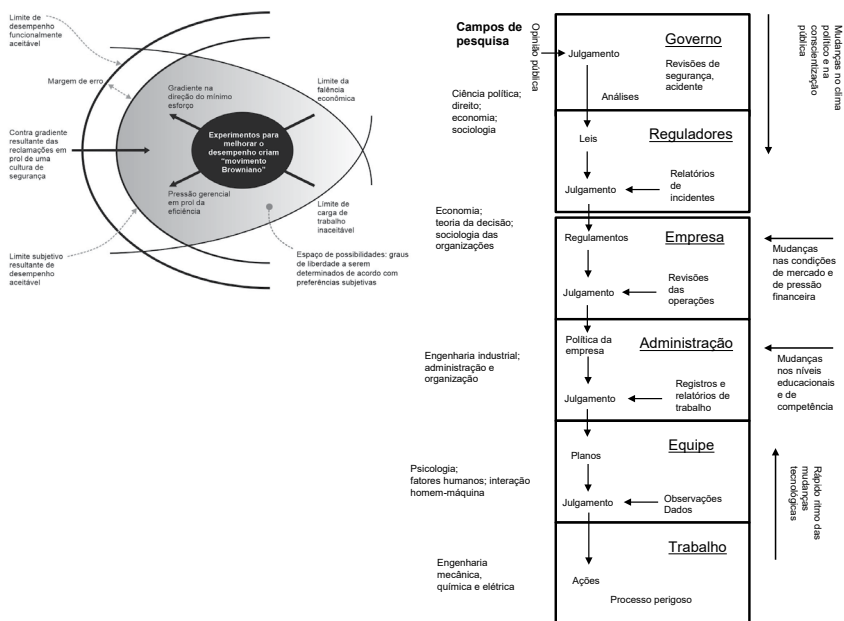 Limite de
desempenho
funcionalmente
aceitável
Margem de erro
Gradiente na
direção do mínimo
esforço
Limite da
falência
econômica
Contra gradiente
resultante das
reclamações em
prol de uma
cultura de
segurança
Experimentos para
melhorar o
desempenho criam
"movimento
Browniano"
Pressão gerencial
em prol da
eficiência
Limite de
carga de
trabalho
inaceitável
Limite subjetivo
resultante de
desempenho
aceitável
Espaço de possibilidades: graus
de liberdade a serem
determinados de acordo com
preferências subjetivas
Campos de
pesquisa
Opinião pública
Governo
Julgamento
Revisões de
segurança,
acidente
Análises
Mudanças no clima
político e na
conscientização
pública
Ciência política;
direito;
economia;
sociologia
Reguladores
Leis
Julgamento
Relatórios
de
incidentes
Economia;
teoria da decisão;
sociologia das
organizações
Empresa
Regulamentos
Julgamento
Revisões
das
operações
Mudanças
nas condições
de mercado e
de pressão
financeira
Administração
Política da
empresa
Engenharia industrial;
administração e
organização
Julgamento
Registros e
relatórios de
trabalho
Mudanças
nos níveis
educacionais
e de
competência
Equipe
Planos
Psicologia;
fatores humanos; interação
homem-máquina
Julgamento
Observações
Dados
Rápido ritmo das
mudanças
tecnológicas
Trabalho
Engenharia
mecânica,
química e elétrica
Ações
Processo perigoso